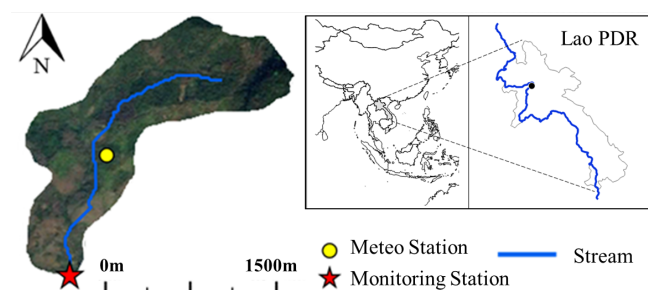 N
Lao PDR
0m 1500m
Meteo Station
Monitoring Station
Stream